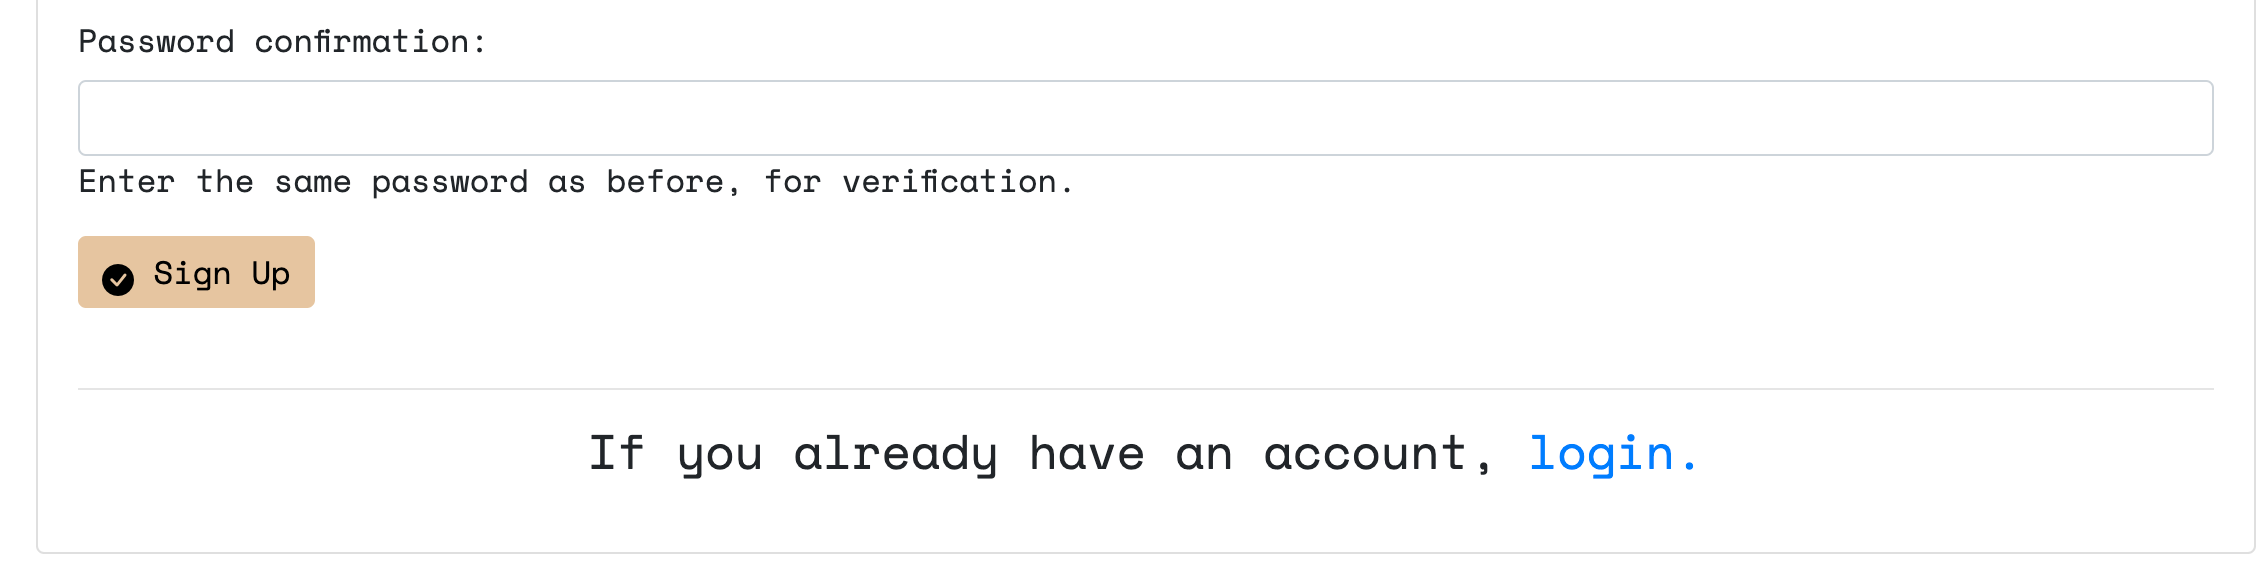 Password confirmation:
Enter the same password as before, for verification.
Sign Up
If you already have an account, login.